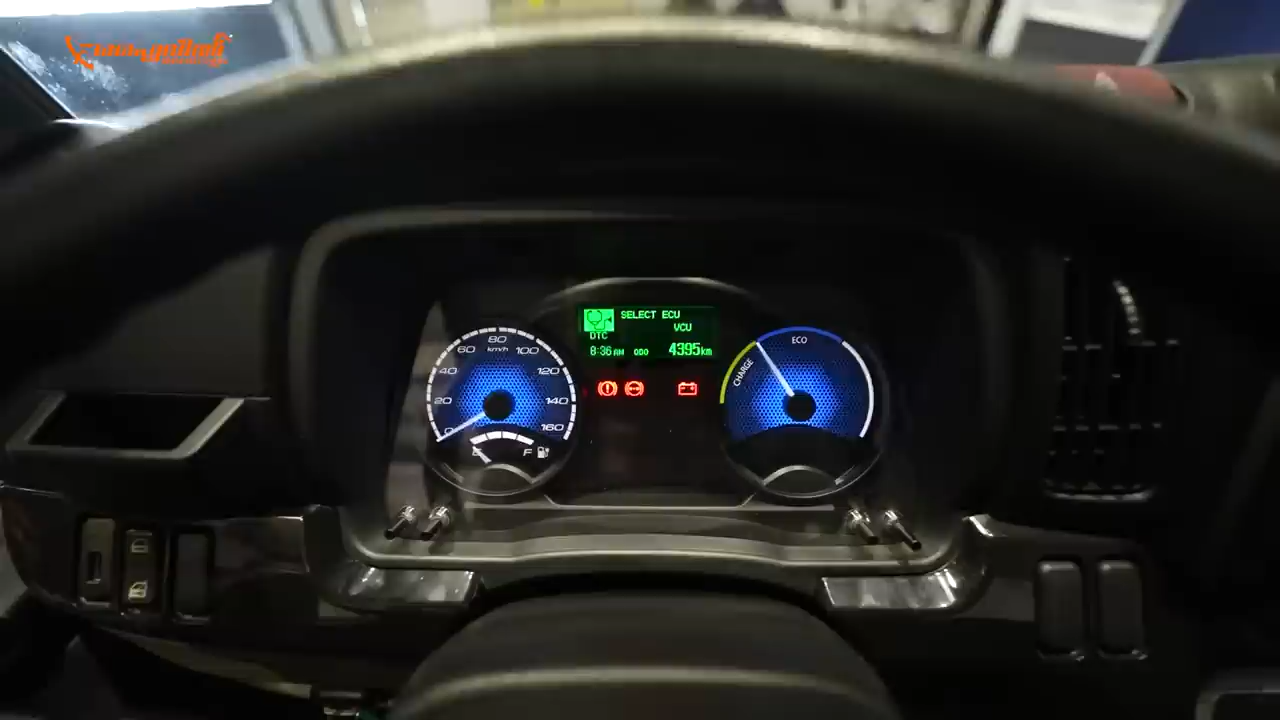 SELECT ECU
VCU
DTC
8:36 AM ODO 4395km
80
60 km/h 100
40 120
20 140
0 160
E F
ECO
CHARGE